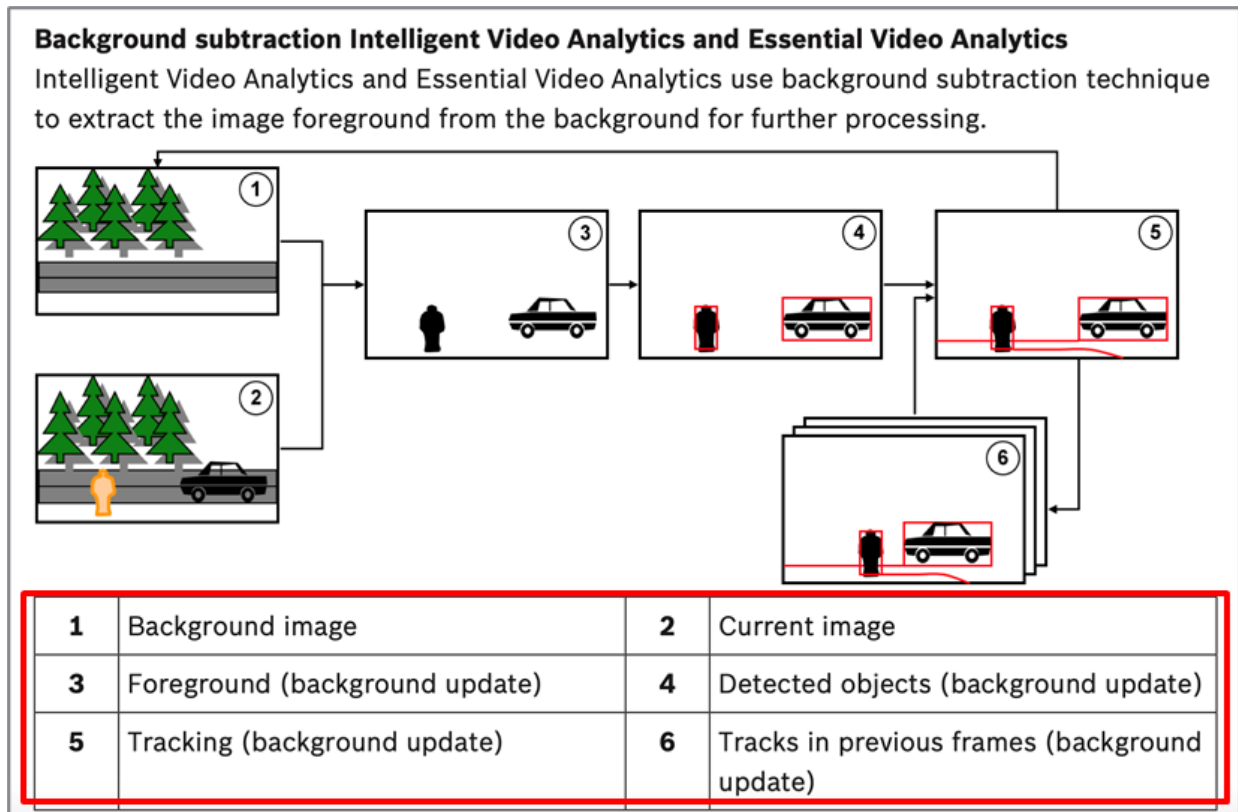 Background subtraction Intelligent Video Analytics and Essential Video Analytics
Intelligent Video Analytics and Essential Video Analytics use background subtraction technique
to extract the image foreground from the background for further processing.
1
2
3
4
5
6
1 Background image 2 Current image
3 Foreground (background update) 4 Detected objects (background update)
5 Tracking (background update) 6 Tracks in previous frames (background
update)